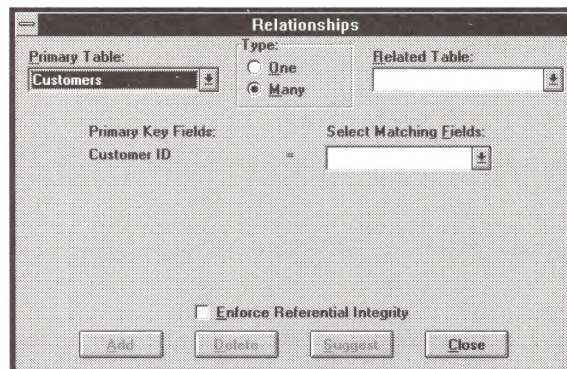 Relationships
Primary Table:
Type:
Related Table:
Customers
One
Many
Primary Key Fields:
Select Matching Fields:
Customer ID
=
Enforce Referential Integrity
Add
Delete
Suggest
Close